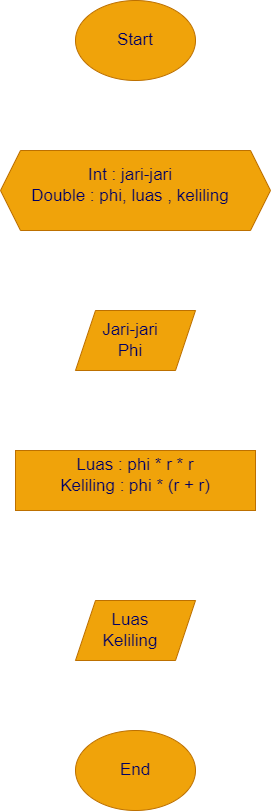 Start
Int : jari-jari
Double : phi, luas , keliling
Jari-jari
Phi
Luas : phi * r * r
Keliling : phi * (r + r)
Luas
Keliling
End